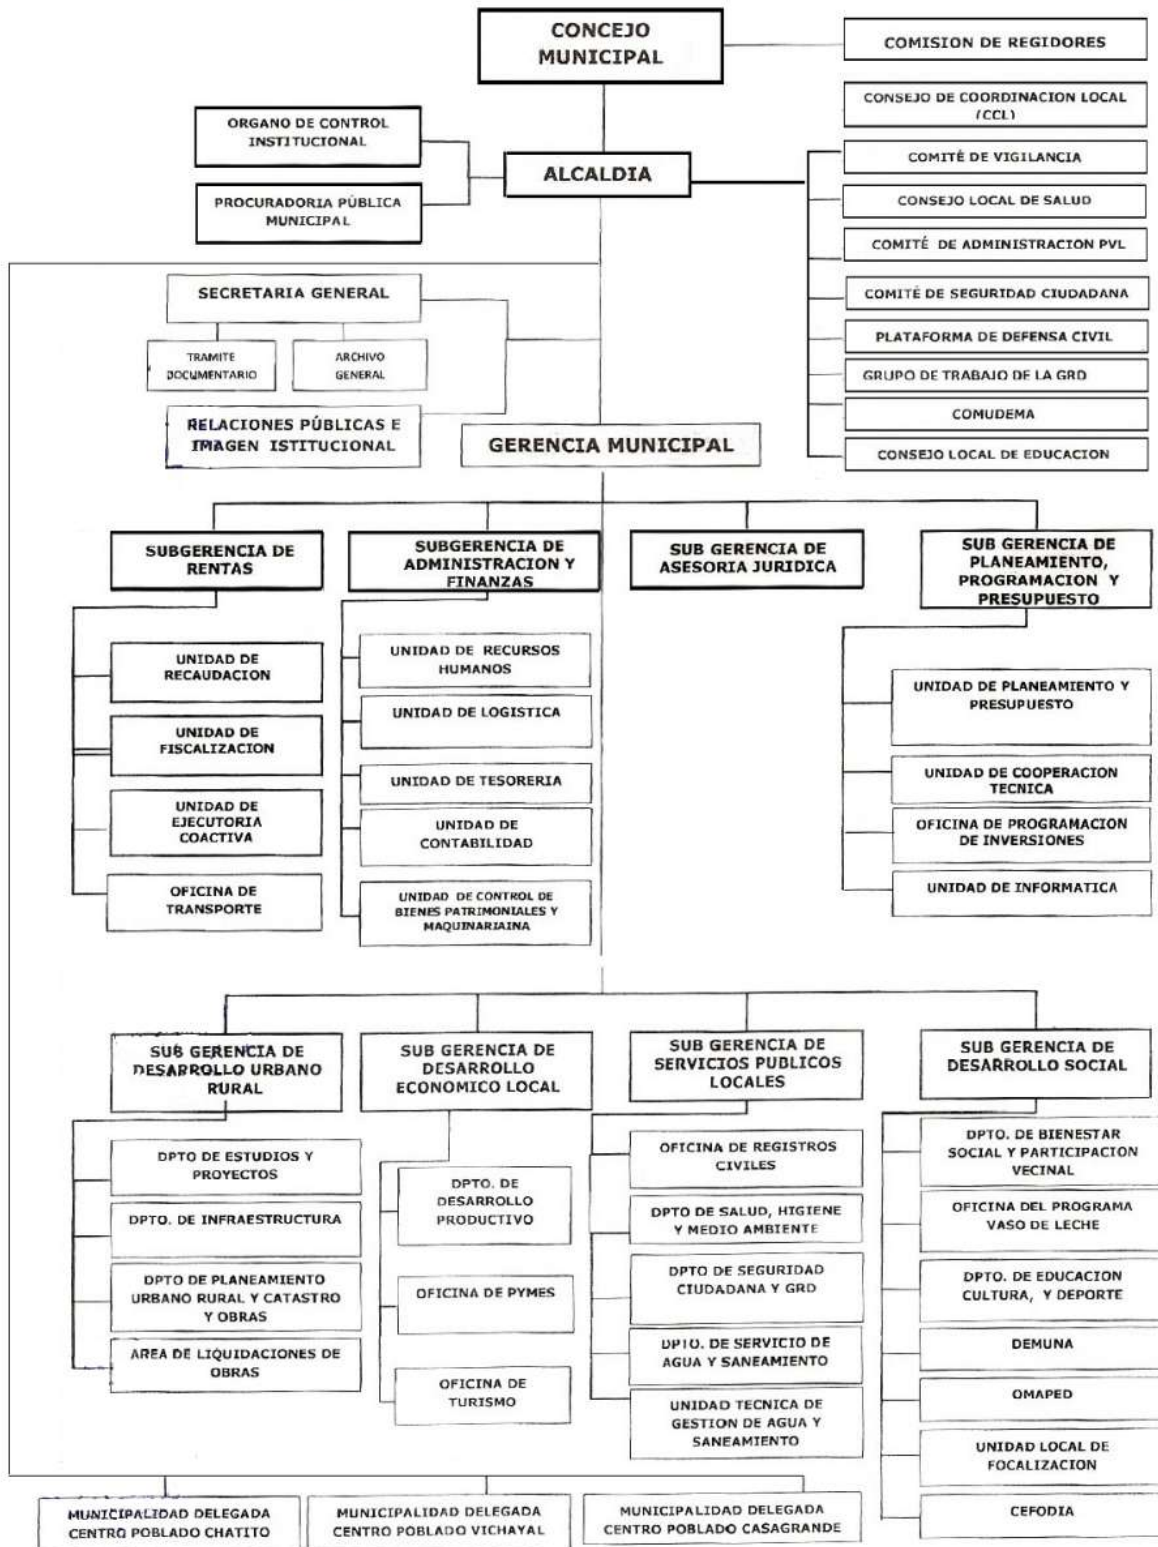 CONCEJO
MUNICIPAL
COMISION DE REGIDORES
CONSEJO DE COORDINACION LOCAL
(CCL)
ORGANO DE CONTROL
INSTITUCIONAL
ALCALDIA
COMITÉ DE VIGILANCIA
PROCURADORIA PÚBLICA
MUNICIPAL
CONSEJO LOCAL DE SALUD
COMITÉ DE ADMINISTRACION PVL
SECRETARIA GENERAL
COMITÉ DE SEGURIDAD CIUDADANA
TRAMITE
DOCUMENTARIO
ARCHIVO
GENERAL
PLATAFORMA DE DEFENSA CIVIL
GRUPO DE TRABAJO DE LA GRD
COMUDEMA
RELACIONES PÚBLICAS E
IMAGEN ISTITUCIONAL
GERENCIA MUNICIPAL
CONSEJO LOCAL DE EDUCACION
SUBGERENCIA DE
RENTAS
SUBGERENCIA DE
ADMINISTRACION Y
FINANZAS
SUB GERENCIA DE
ASESORIA JURIDICA
SUB GERENCIA DE
PLANEAMIENTO,
PROGRAMACION Y
PRESUPUESTO
UNIDAD DE
RECAUDACION
UNIDAD DE
FISCALIZACION
UNIDAD DE
EJECUTORIA
COACTIVA
OFICINA DE
TRANSPORTE
UNIDAD DE RECURSOS
HUMANOS
UNIDAD DE LOGISTICA
UNIDAD DE TESORERIA
UNIDAD DE
CONTABILIDAD
UNIDAD DE CONTROL DE
BIENES PATRIMONIALES Y
MAQUINARIAINA
UNIDAD DE PLANEAMIENTO Y
PRESUPUESTO
UNIDAD DE COOPERACION
TECNICA
OFICINA DE PROGRAMACION
DE INVERSIONES
UNIDAD DE INFORMATICA
SUB GERENCIA DE
DESARROLLO URBANO
RURAL
SUB GERENCIA DE
DESARROLLO
ECONOMICO LOCAL
SUB GERENCIA DE
SERVICIOS PUBLICOS
LOCALES
SUB GERENCIA DE
DESARROLLO SOCIAL
DPTO DE ESTUDIOS Y
PROYECTOS
DPTO. DE INFRAESTRUCTURA
DPTO DE PLANEAMIENTO
URBANO RURAL Y CATASTRO
Y OBRAS
AREA DE LIQUIDACIONES DE
OBRAS
DPTO. DE
DESARROLLO
PRODUCTIVO
OFICINA DE PYMES
OFICINA DE
TURISMO
OFICINA DE REGISTROS
CIVILES
DPTO DE SALUD, HIGIENE
Y MEDIO AMBIENTE
DPTO DE SEGURIDAD
CIUDADANA Y GRD
DPTO. DE SERVICIO DE
AGUA Y SANEAMIENTO
UNIDAD TECNICA DE
GESTION DE AGUA Y
SANEAMIENTO
DPTO. DE BIENESTAR
SOCIAL Y PARTICIPACION
VECINAL
OFICINA DEL PROGRAMA
VASO DE LECHE
DPTO. DE EDUCACION
CULTURA, Y DEPORTE
DEMUNA
OMAPED
UNIDAD LOCAL DE
FOCALIZACION
CEFODIA
MUNICIPALIDAD DELEGADA
CENTRO POBLADO CHATITO
MUNICIPALIDAD DELEGADA
CENTRO POBLADO VICHAYAL
MUNICIPALIDAD DELEGADA
CENTRO POBLADO CASAGRANDE